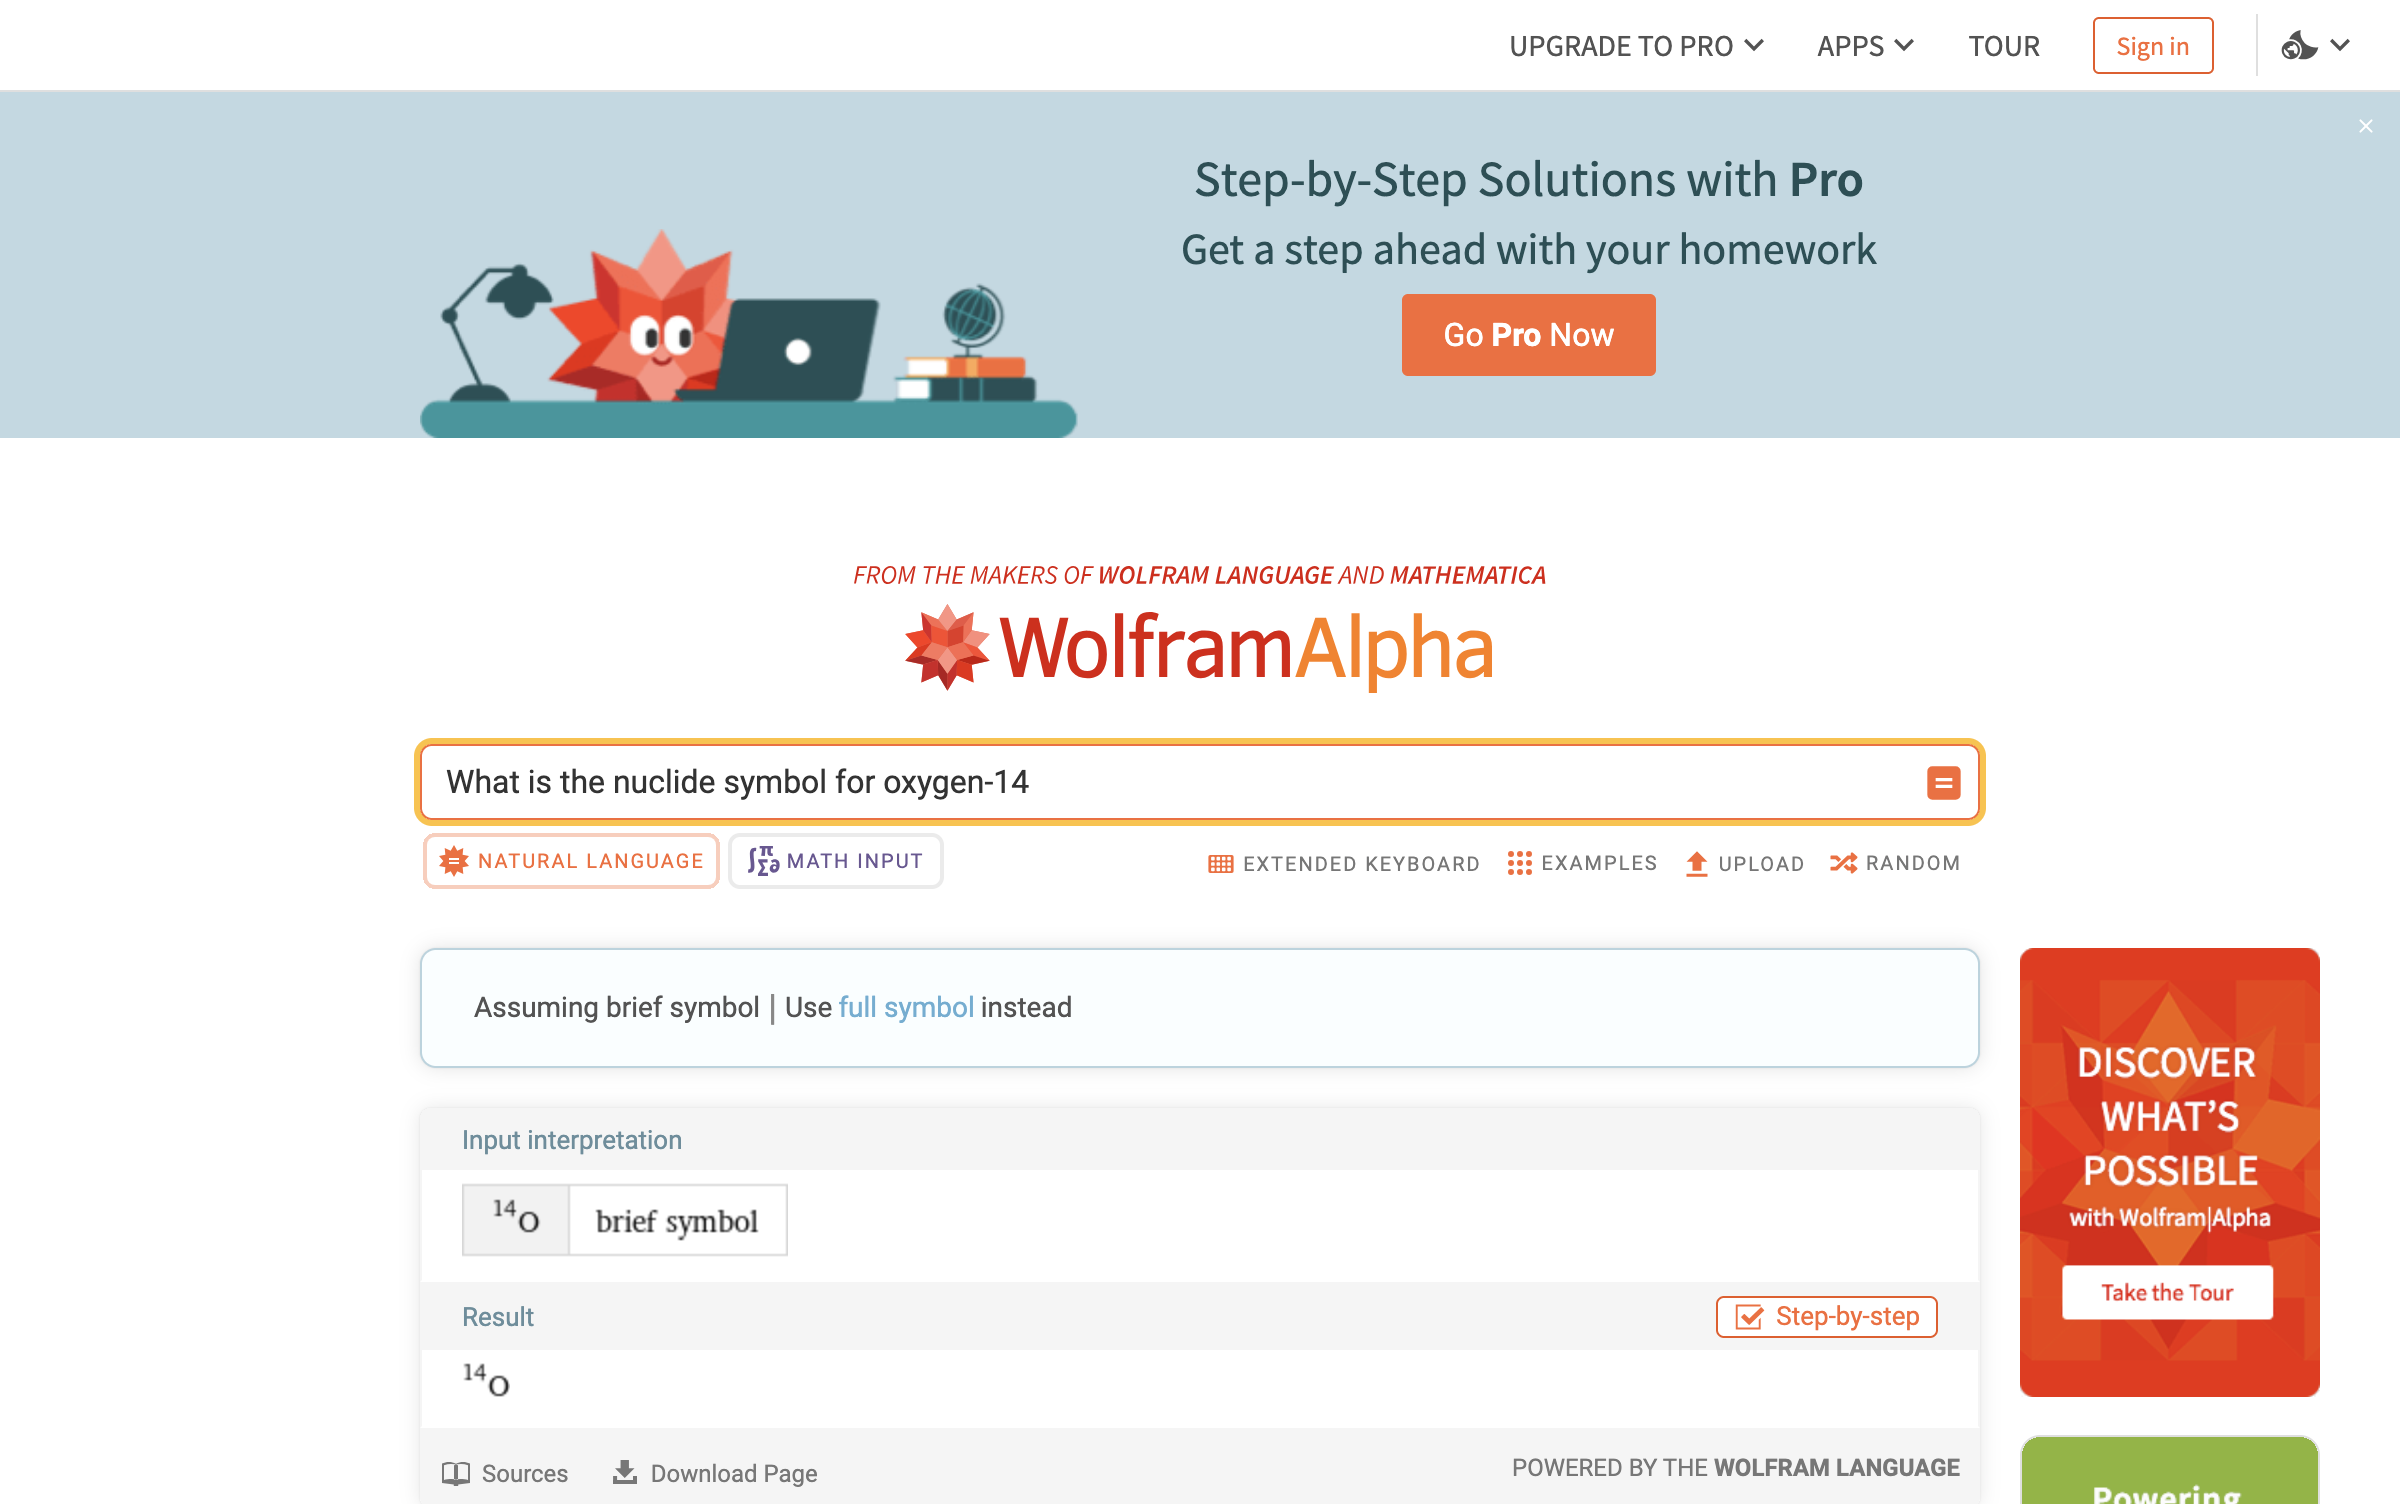 UPGRADE TO PRO APPS TOUR Sign in
Step-by-Step Solutions with Pro
Get a step ahead with your homework
Go Pro Now
FROM THE MAKERS OF WOLFRAM LANGUAGE AND MATHEMATICA
WolframAlpha
What is the nuclide symbol for oxygen-14
NATURAL LANGUAGE MATH INPUT EXTENDED KEYBOARD EXAMPLES UPLOAD RANDOM
Assuming brief symbol | Use full symbol instead
Input interpretation
¹⁴O brief symbol
Result Step-by-step
¹⁴O
Sources Download Page POWERED BY THE WOLFRAM LANGUAGE
DISCOVER
WHAT'S
POSSIBLE
with Wolfram|Alpha
Take the Tour
Powering